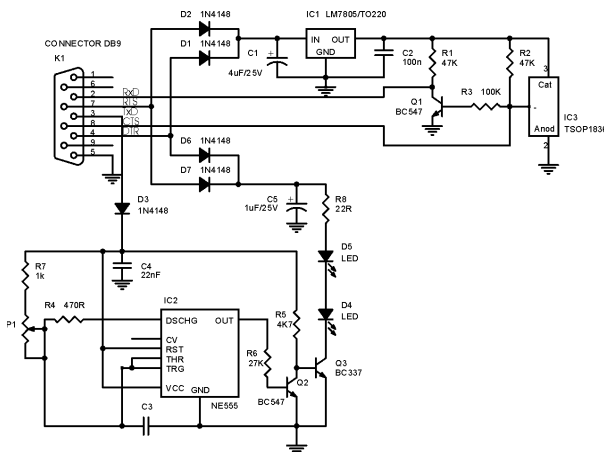 D2 1N4148
IC1 LM7805/TO220
CONNECTOR DB9
K1
D1 1N4148
IN OUT
GND
C1
4uF/25V
C2
100n
R1
47K
R2
47K
1
6
2 RxD
7 RTS
3 TxD
8 CTS
4 DTR
9
5
3
Cat
-
Anod
2
IC3
TSOP1836
Q1
BC547
R3 100K
D6 1N4148
D7 1N4148
D3
1N4148
C5
1uF/25V
R8
22R
D5
LED
D4
LED
C4
22nF
R7
1k
R4 470R
P1
IC2
DSCHG OUT
CV
RST
THR
TRG
VCC GND
NE555
R5
4K7
R6
27K
Q2
BC547
Q3
BC337
C3